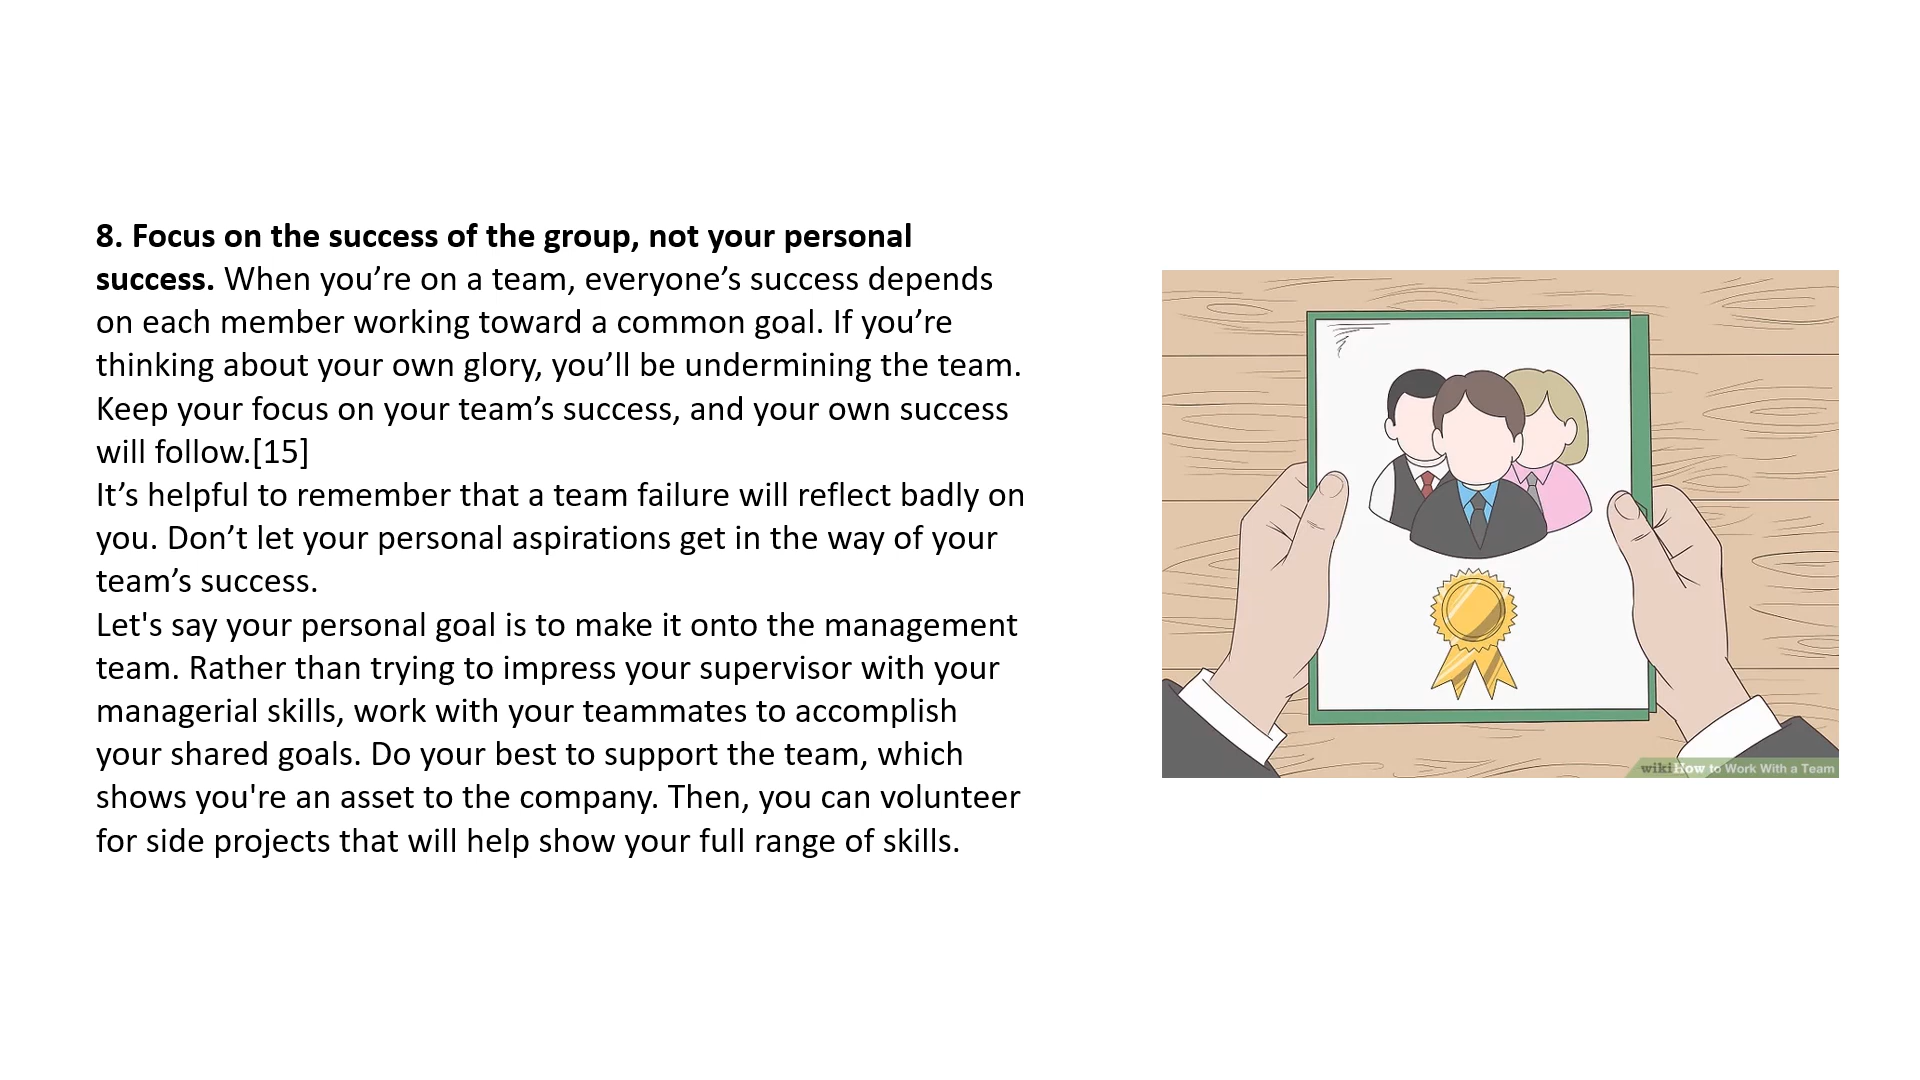 8. Focus on the success of the group, not your personal
success. When you’re on a team, everyone’s success depends
on each member working toward a common goal. If you’re
thinking about your own glory, you’ll be undermining the team.
Keep your focus on your team’s success, and your own success
will follow.[15]
It’s helpful to remember that a team failure will reflect badly on
you. Don’t let your personal aspirations get in the way of your
team’s success.
Let's say your personal goal is to make it onto the management
team. Rather than trying to impress your supervisor with your
managerial skills, work with your teammates to accomplish
your shared goals. Do your best to support the team, which
shows you're an asset to the company. Then, you can volunteer
for side projects that will help show your full range of skills.
wikiHow to Work With a Team